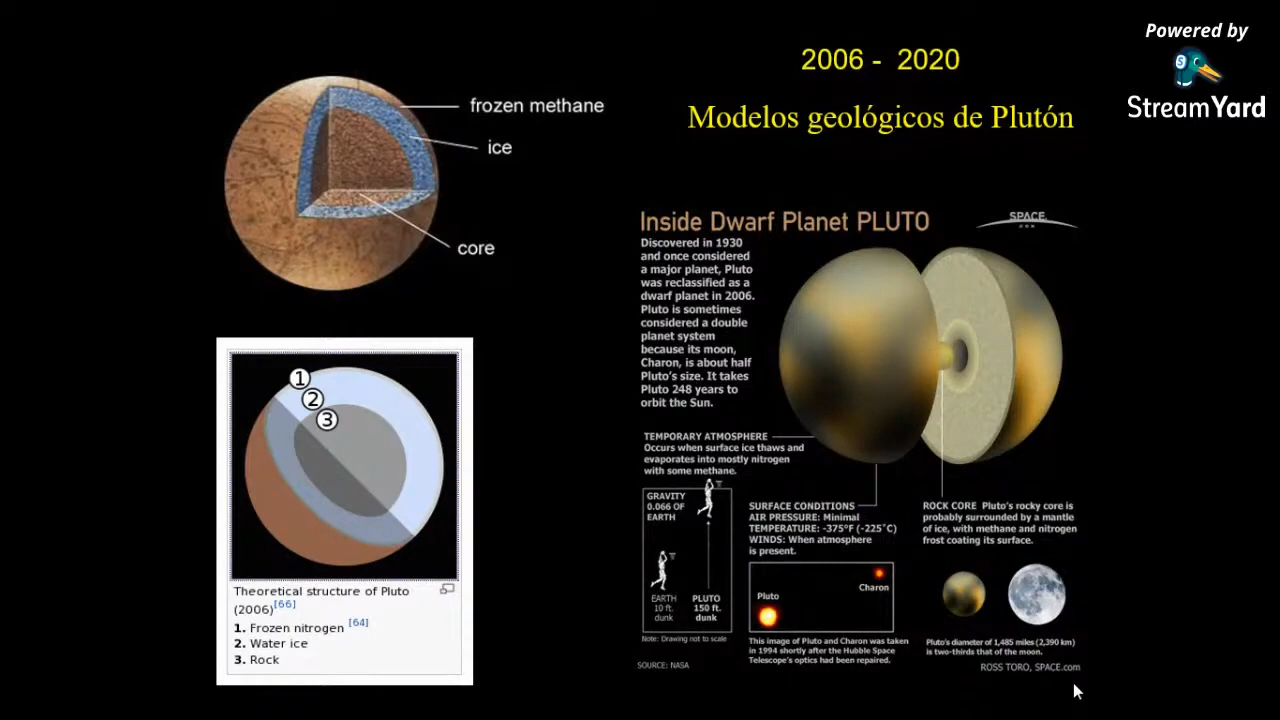 Powered by
StreamYard
2006 - 2020
Modelos geológicos de Plutón
frozen methane
ice
core
1
2
3
Theoretical structure of Pluto
(2006)[66]
1. Frozen nitrogen [64]
2. Water ice
3. Rock
Inside Dwarf Planet PLUTO
SPACE
Discovered in 1930
and once considered
a major planet, Pluto
was reclassified as a
dwarf planet in 2006.
Pluto is sometimes
considered a double
planet system
because its moon,
Charon, is about half
Pluto's size. It takes
Pluto 248 years to
orbit the Sun.
TEMPORARY ATMOSPHERE
Occurs when surface ice thaws and
evaporates into mostly nitrogen
with some methane.
GRAVITY
0.066 OF
EARTH
EARTH
10 ft.
dunk
PLUTO
150 ft.
dunk
Note: Drawing not to scale
SOURCE: NASA
SURFACE CONDITIONS
AIR PRESSURE: Minimal
TEMPERATURE: -375°F (-225˚C)
WINDS: When atmosphere
is present.
Pluto
Charon
This image of Pluto and Charon was taken
in 1994 shortly after the Hubble Space
Telescope's optics had been repaired.
ROCK CORE Pluto's rocky core is
probably surrounded by a mantle
of ice, with methane and nitrogen
frost coating its surface.
Pluto's diameter of 1,485 miles (2,390 km)
is two-thirds that of the moon.
ROSS TORO, SPACE.com